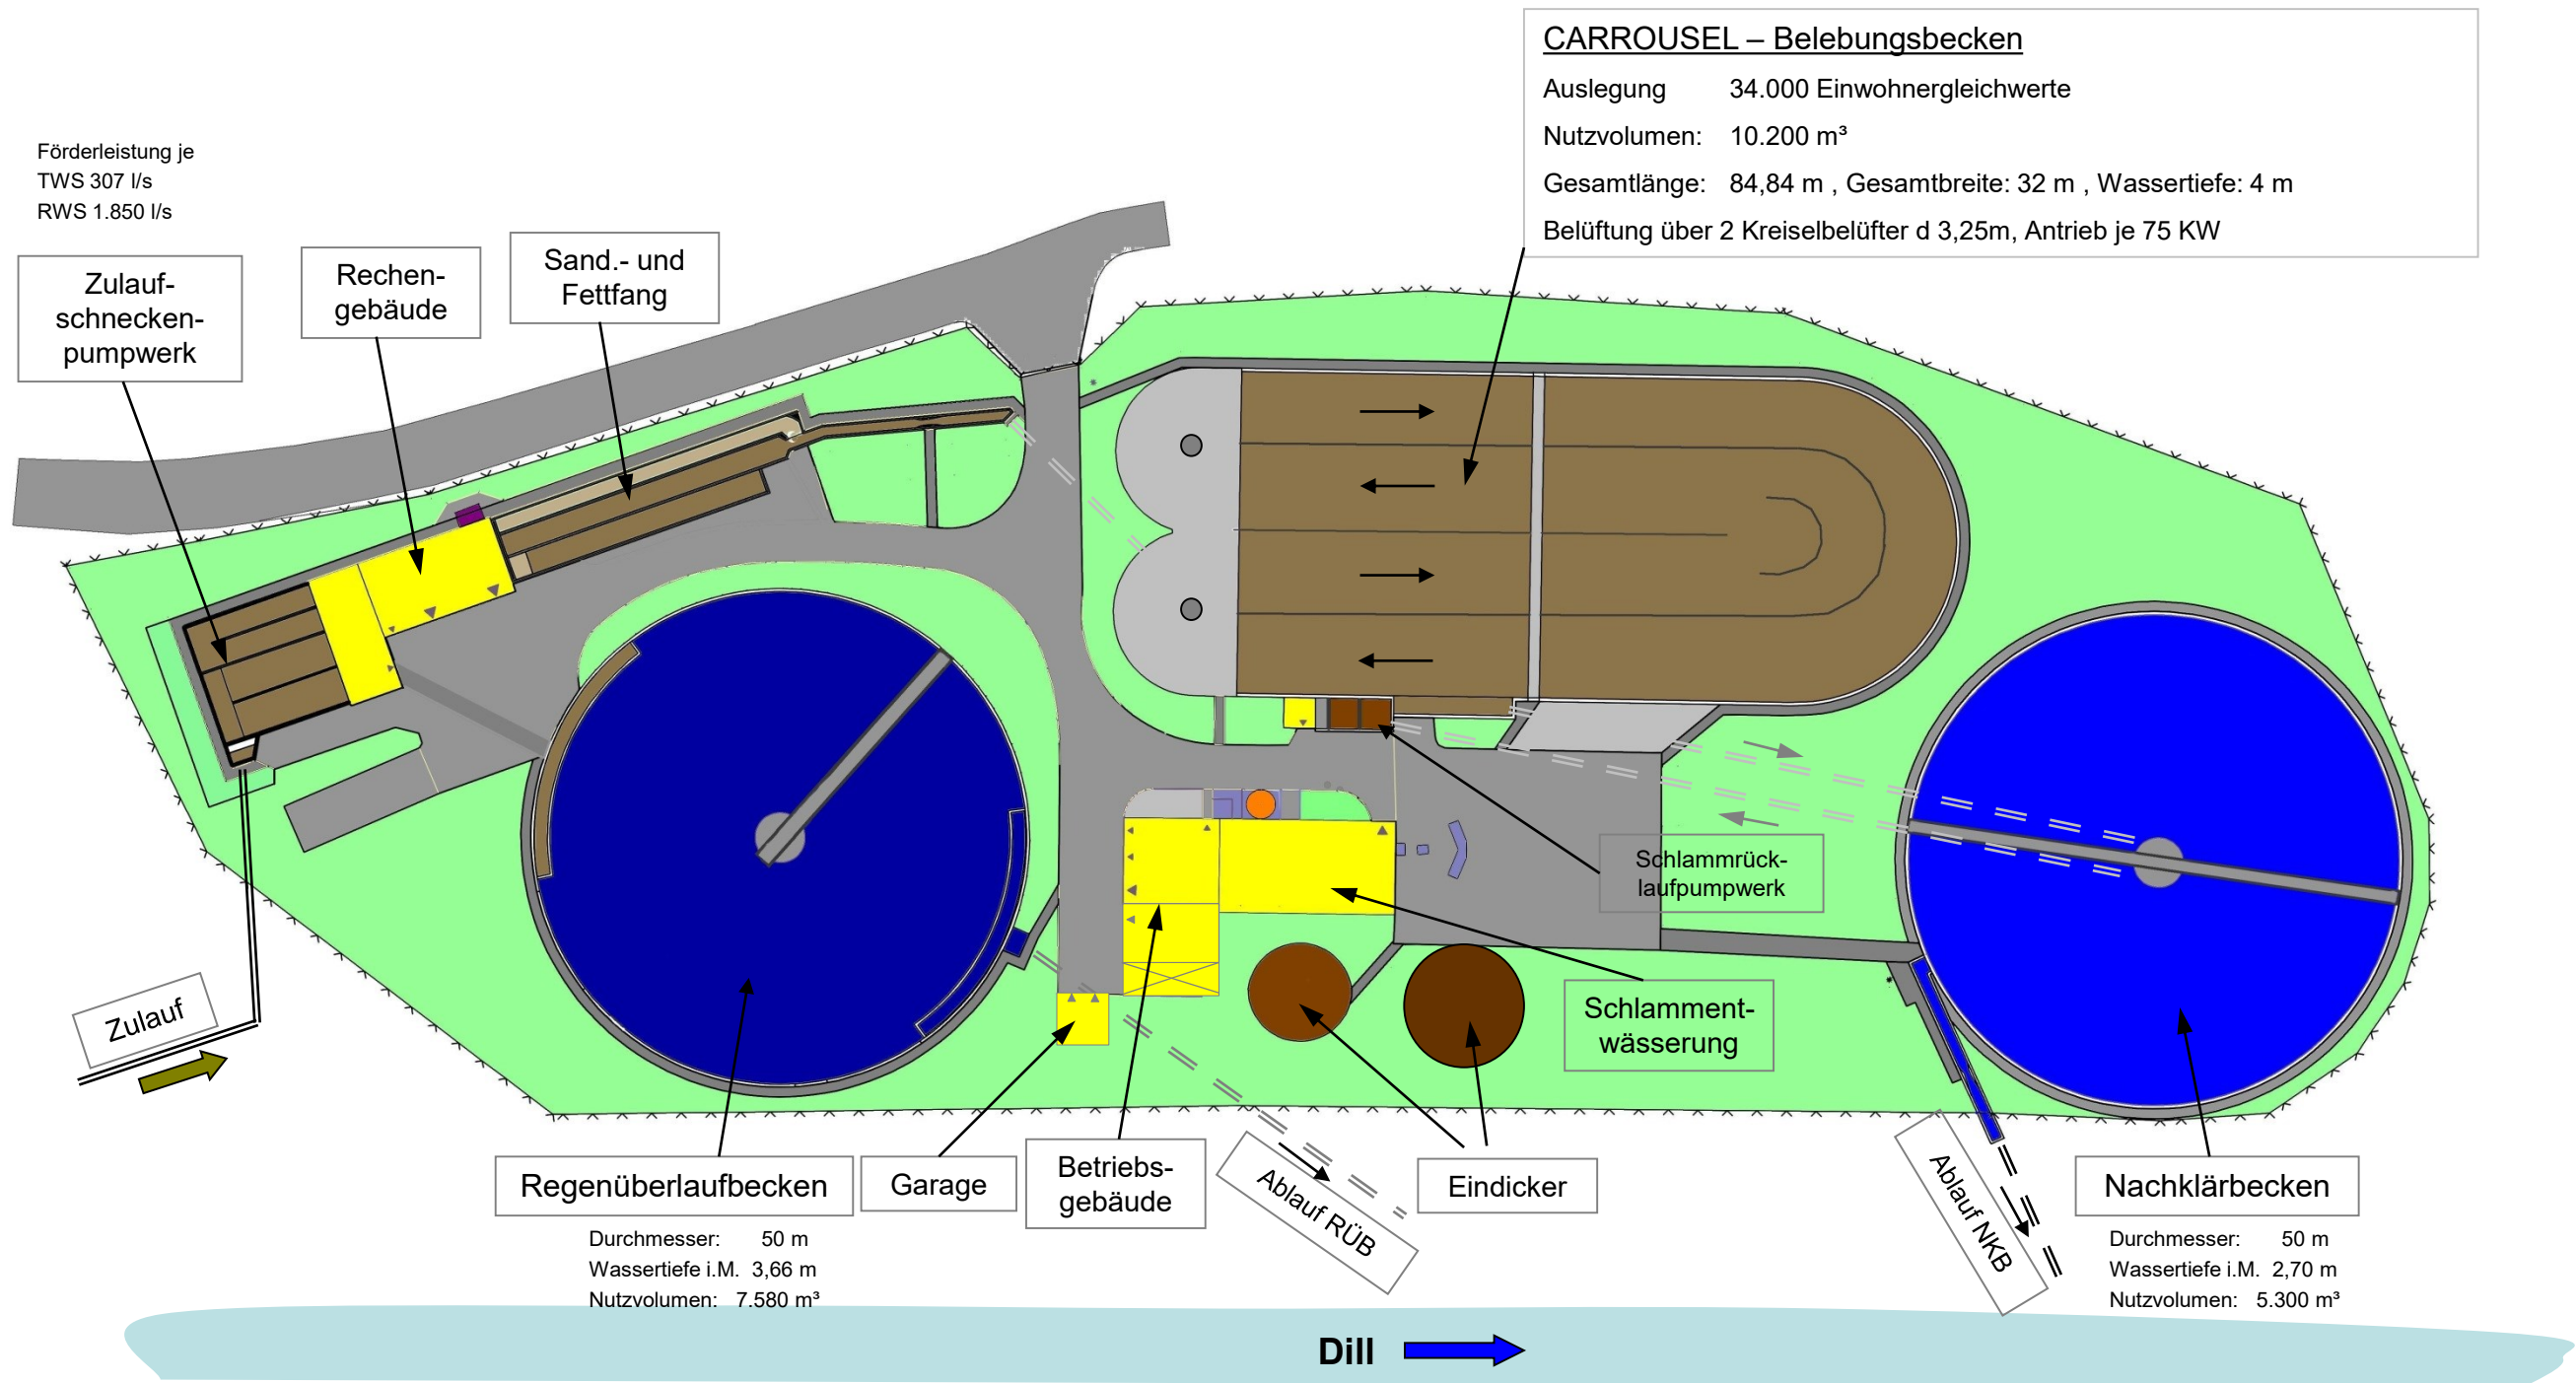 CARROUSEL – Belebungsbecken
Auslegung 34.000 Einwohnergleichwerte
Nutzvolumen: 10.200 m³
Gesamtlänge: 84,84 m , Gesamtbreite: 32 m , Wassertiefe: 4 m
Belüftung über 2 Kreiselbelüfter d 3,25m, Antrieb je 75 KW
Förderleistung je
TWS 307 l/s
RWS 1.850 l/s
Zulauf-
schnecken-
pumpwerk
Rechen-
gebäude
Sand.- und
Fettfang
Schlammrück-
laufpumpwerk
Schlamment-
wässerung
Zulauf
Regenüberlaufbecken
Durchmesser: 50 m
Wassertiefe i.M. 3,66 m
Nutzvolumen: 7.580 m³
Garage
Betriebs-
gebäude
Ablauf RÜB
Eindicker
Ablauf NKB
Nachklärbecken
Durchmesser: 50 m
Wassertiefe i.M. 2,70 m
Nutzvolumen: 5.300 m³
Dill